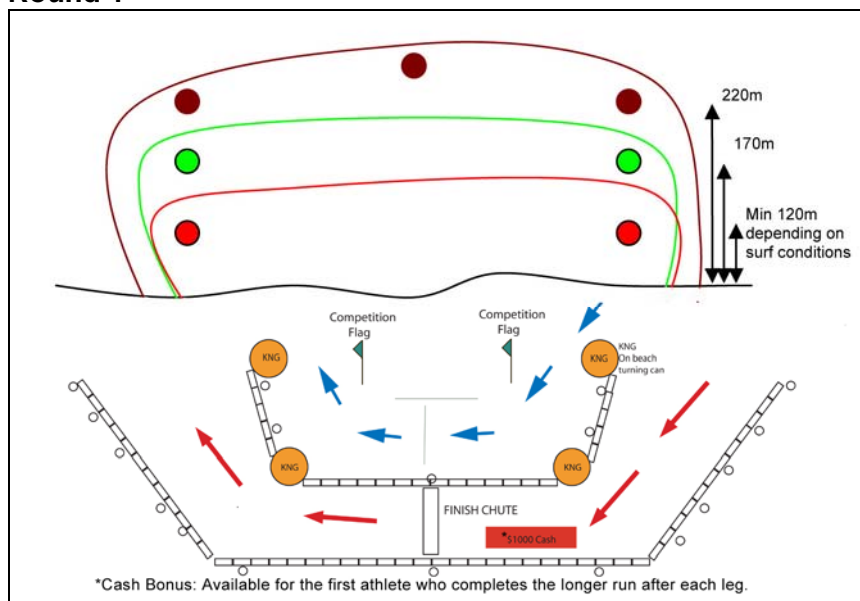 220m
170m
Min 120m
depending on
surf conditions
Competition
Flag
Competition
Flag
KNG
KNG
KNG
On beach
turning can
KNG
KNG
FINISH CHUTE
*$1000 Cash
*Cash Bonus: Available for the first athlete who completes the longer run after each leg.